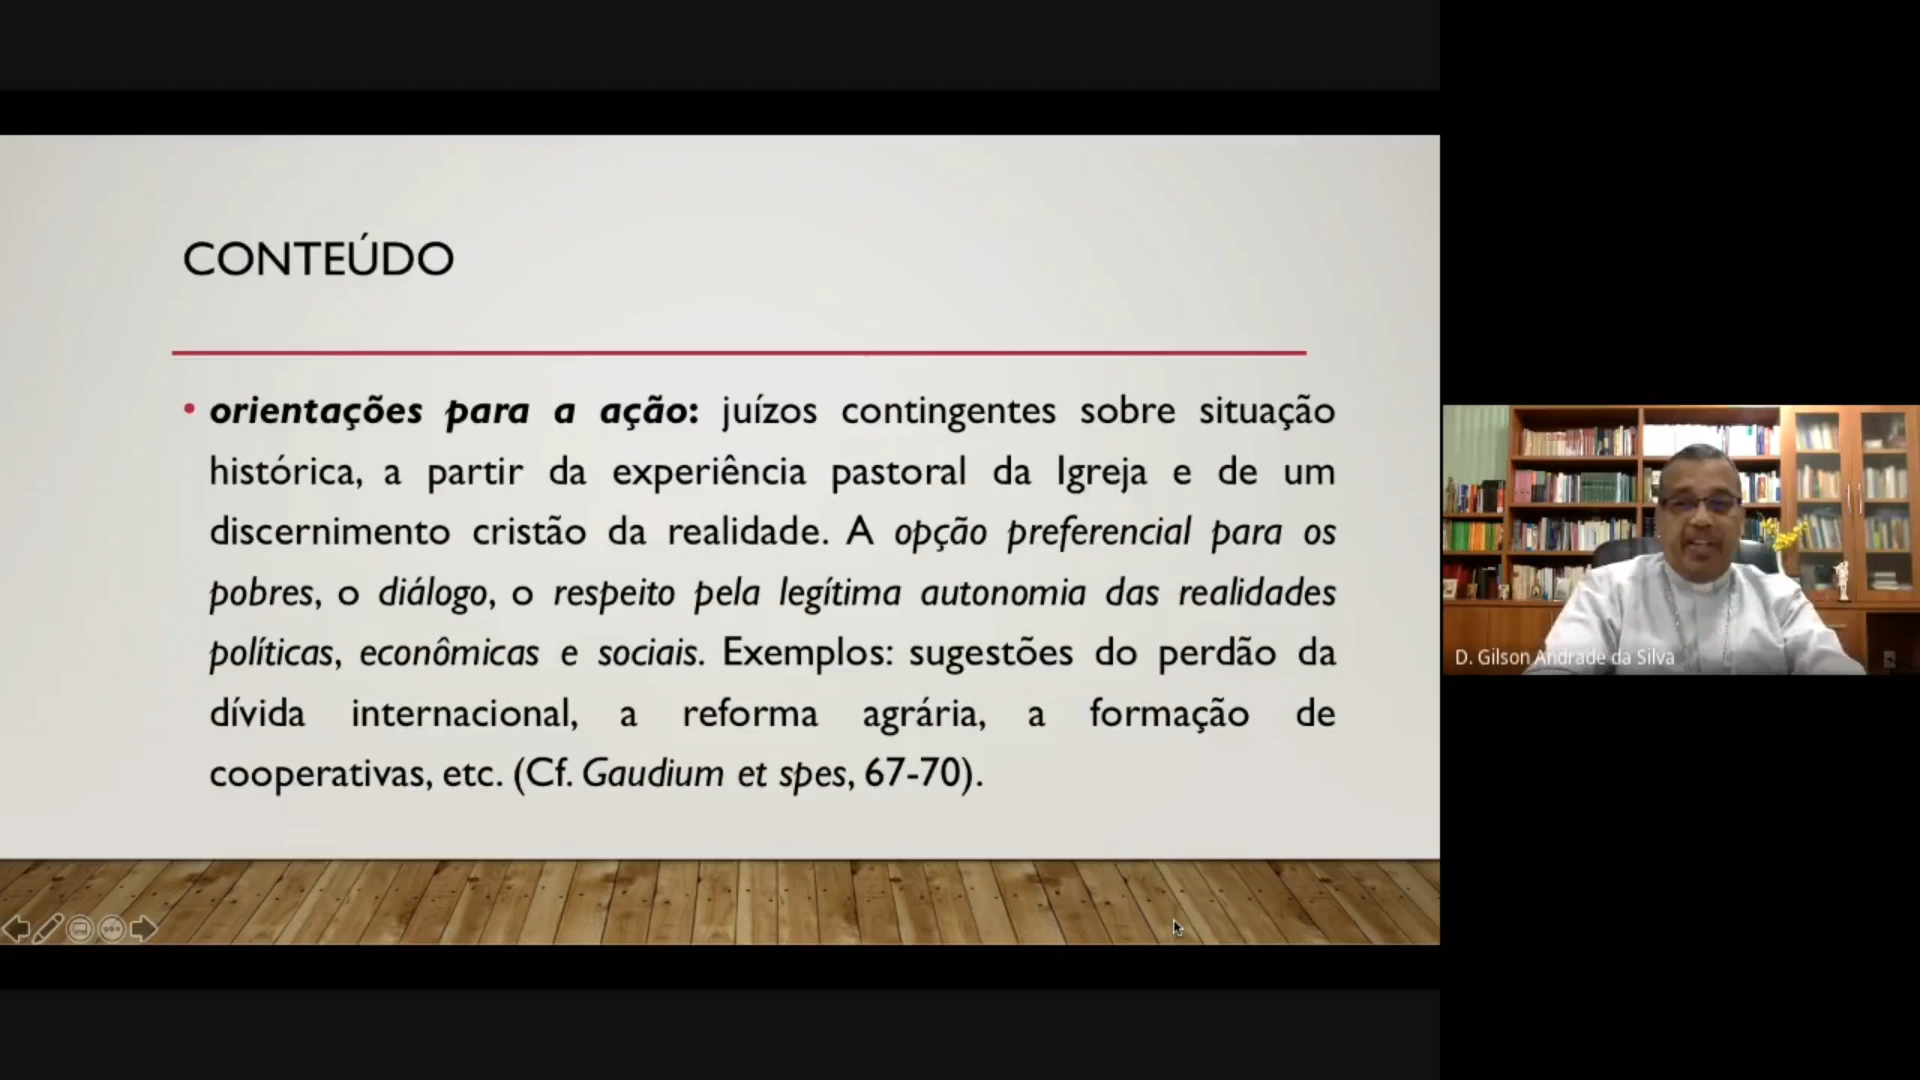 CONTEÚDO
• orientações para a ação: juízos contingentes sobre situação
histórica, a partir da experiência pastoral da Igreja e de um
discernimento cristão da realidade. A opção preferencial para os
pobres, o diálogo, o respeito pela legítima autonomia das realidades
políticas, econômicas e sociais. Exemplos: sugestões do perdão da
dívida internacional, a reforma agrária, a formação de
cooperativas, etc. (Cf. Gaudium et spes, 67-70).
D. Gilson Andrade da Silva